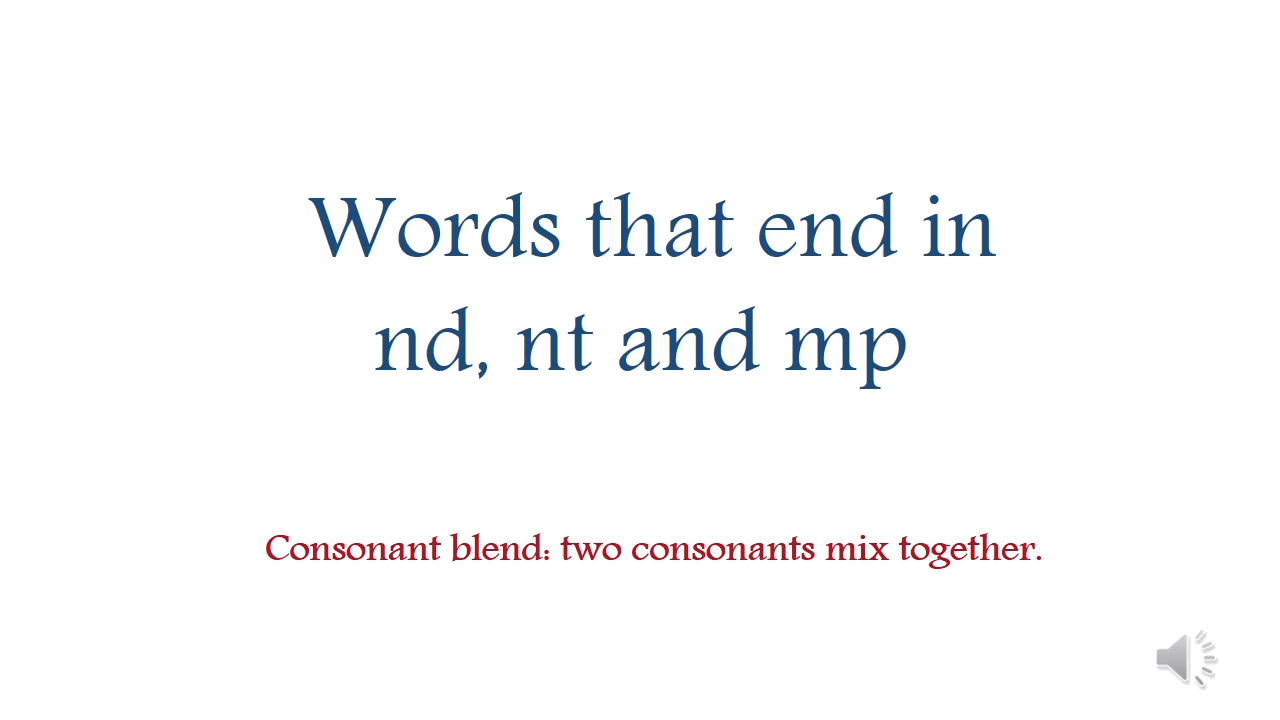 Words that end in
nd, nt and mp
Consonant blend: two consonants mix together.